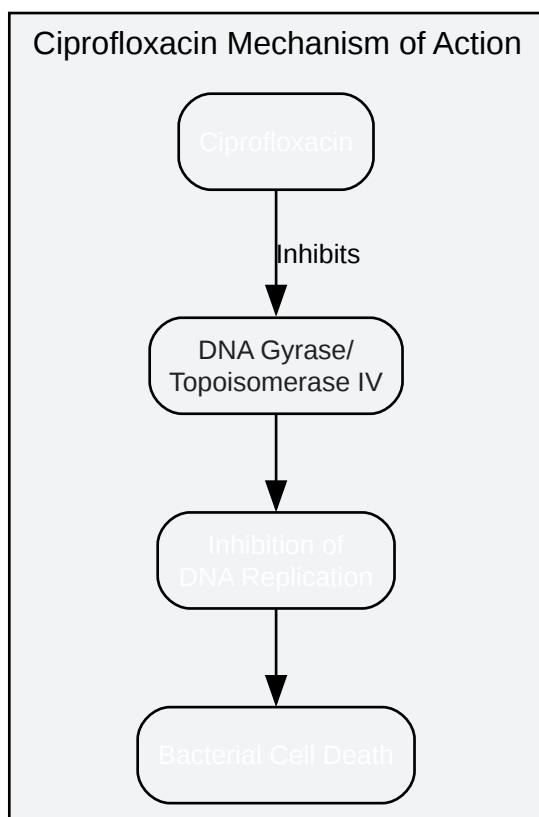 Ciprofloxacin Mechanism of Action
Ciprofloxacin
Inhibits
DNA Gyrase/
Topoisomerase IV
Inhibition of
DNA Replication
Bacterial Cell Death